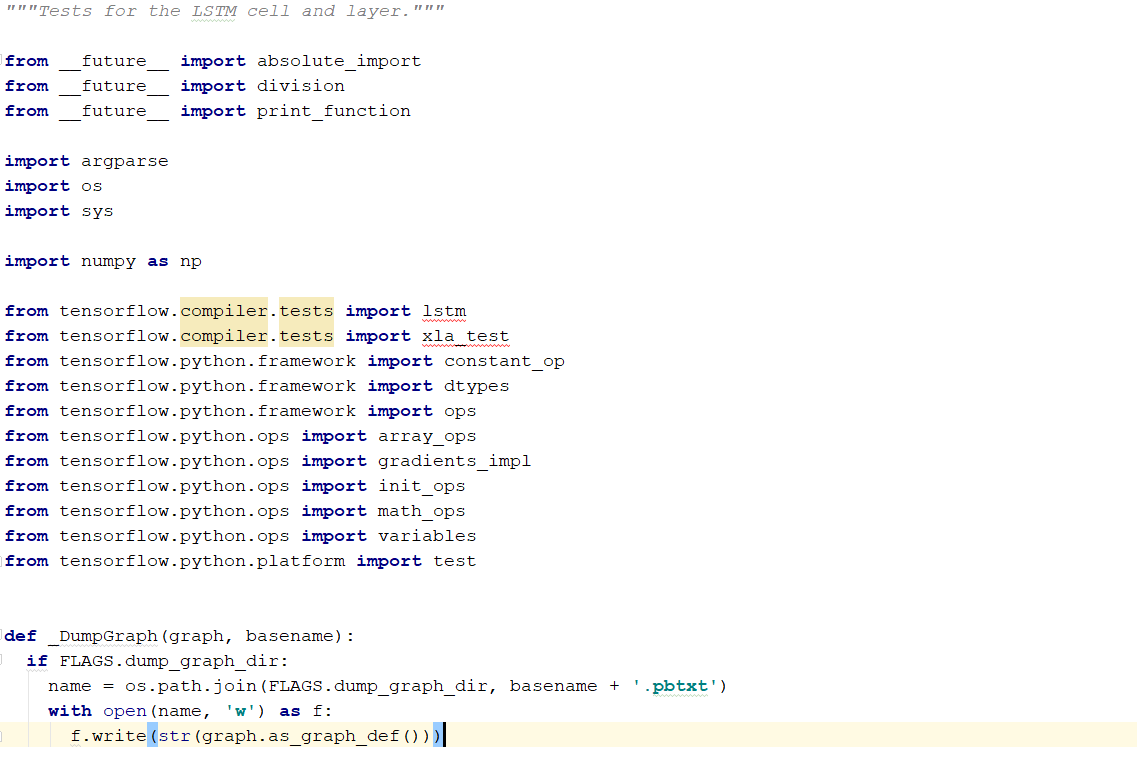 """Tests for the LSTM cell and layer."""
from __future__ import absolute_import
from __future__ import division
from __future__ import print_function
import argparse
import os
import sys
import numpy as np
from tensorflow.compiler.tests import lstm
from tensorflow.compiler.tests import xla_test
from tensorflow.python.framework import constant_op
from tensorflow.python.framework import dtypes
from tensorflow.python.framework import ops
from tensorflow.python.ops import array_ops
from tensorflow.python.ops import gradients_impl
from tensorflow.python.ops import init_ops
from tensorflow.python.ops import math_ops
from tensorflow.python.ops import variables
from tensorflow.python.platform import test
def _DumpGraph(graph, basename):
  if FLAGS.dump_graph_dir:
    name = os.path.join(FLAGS.dump_graph_dir, basename + '.pbtxt')
    with open(name, 'w') as f:
      f.write(str(graph.as_graph_def()))